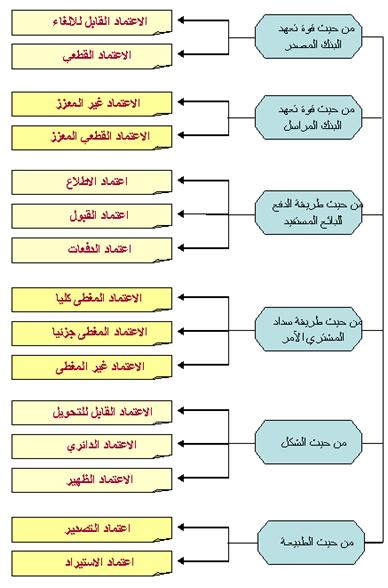 من حيث قوة تعهد
البنك المصدر
الاعتماد القابل للالغاء
الاعتماد القطعي
من حيث قوة تعهد
البنك المراسل
الاعتماد غير المعزز
الاعتماد القطعي المعزز
من حيث طريقة الدفع
للبائع المستفيد
اعتماد الاطلاع
اعتماد القبول
اعتماد الدفعات
من حيث طريقة سداد
المشتري الآمر
الاعتماد المغطى كليا
الاعتماد المغطى جزئيا
الاعتماد غير المغطى
من حيث الشكل
الاعتماد القابل للتحويل
الاعتماد الدائري
الاعتماد الظهير
من حيث الطبيعة
اعتماد التصدير
اعتماد الاستيراد